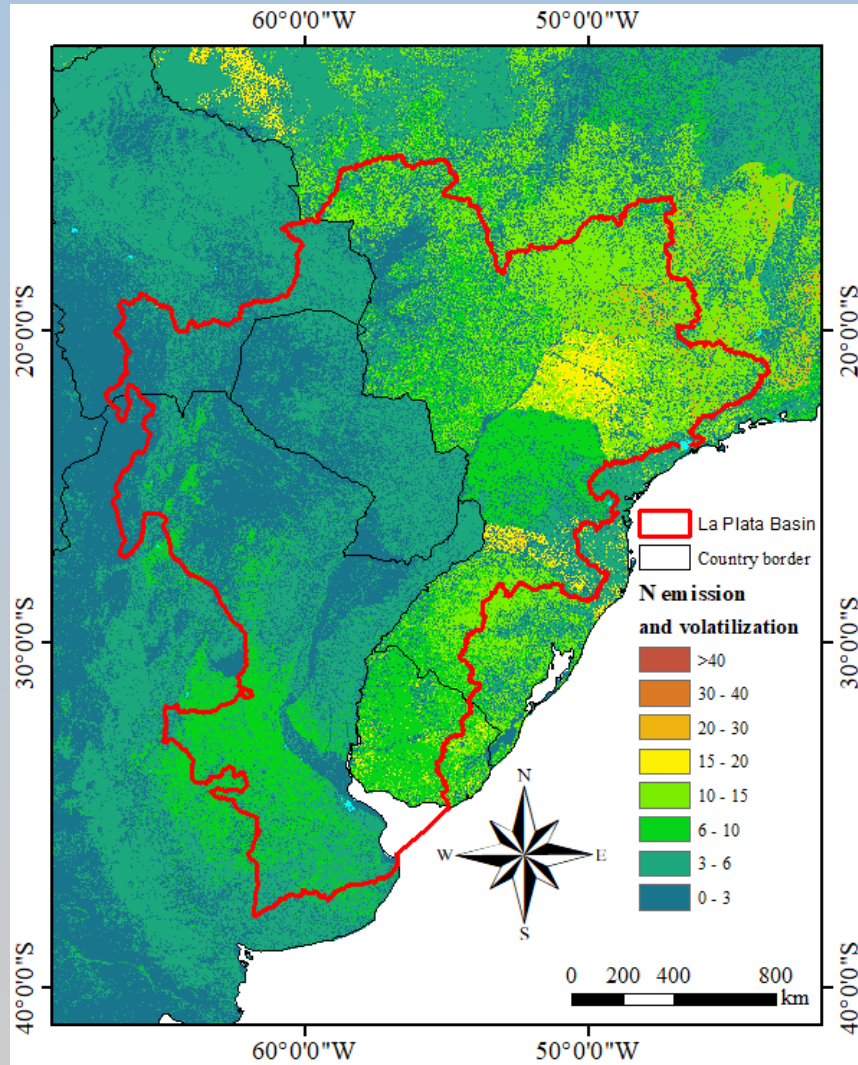 60°0'0"W 50°0'0"W
20°0'0"S 20°0'0"S
30°0'0"S 30°0'0"S
40°0'0"S 40°0'0"S
La Plata Basin
Country border
N emission
and volatilization
>40
30 - 40
20 - 30
15 - 20
10 - 15
6 - 10
3 - 6
0 - 3
N
W E
S
0 200 400 800
km
60°0'0"W 50°0'0"W